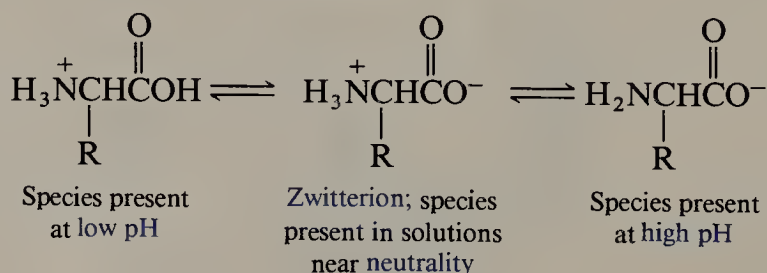 O O O
H₃N⁺CHCOH ⇌ H₃N⁺CHCO⁻ ⇌ H₂NCHCO⁻
R R R
Species present Zwitterion; species Species present
at low pH present in solutions at high pH
near neutrality